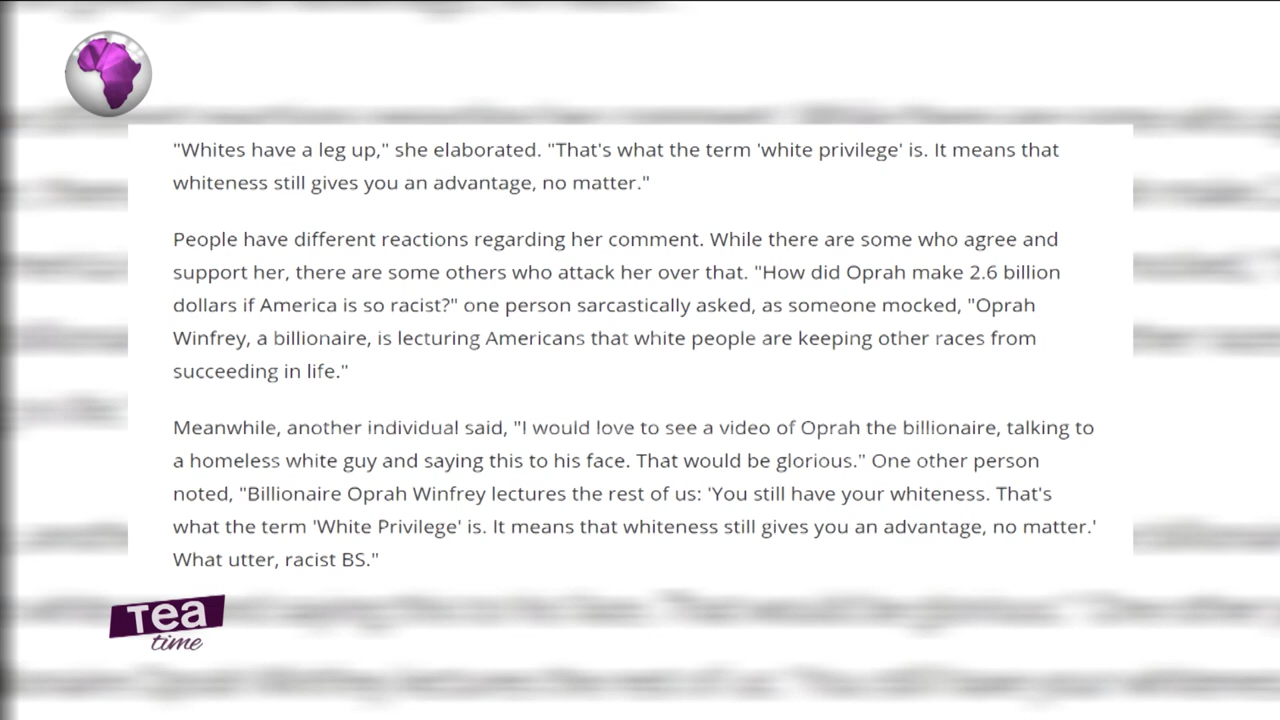 "Whites have a leg up," she elaborated. "That's what the term 'white privilege' is. It means that
whiteness still gives you an advantage, no matter."
People have different reactions regarding her comment. While there are some who agree and
support her, there are some others who attack her over that. "How did Oprah make 2.6 billion
dollars if America is so racist?" one person sarcastically asked, as someone mocked, "Oprah
Winfrey, a billionaire, is lecturing Americans that white people are keeping other races from
succeeding in life."
Meanwhile, another individual said, "I would love to see a video of Oprah the billionaire, talking to
a homeless white guy and saying this to his face. That would be glorious." One other person
noted, "Billionaire Oprah Winfrey lectures the rest of us: 'You still have your whiteness. That's
what the term 'White Privilege' is. It means that whiteness still gives you an advantage, no matter.'
What utter, racist BS."
Tea
time